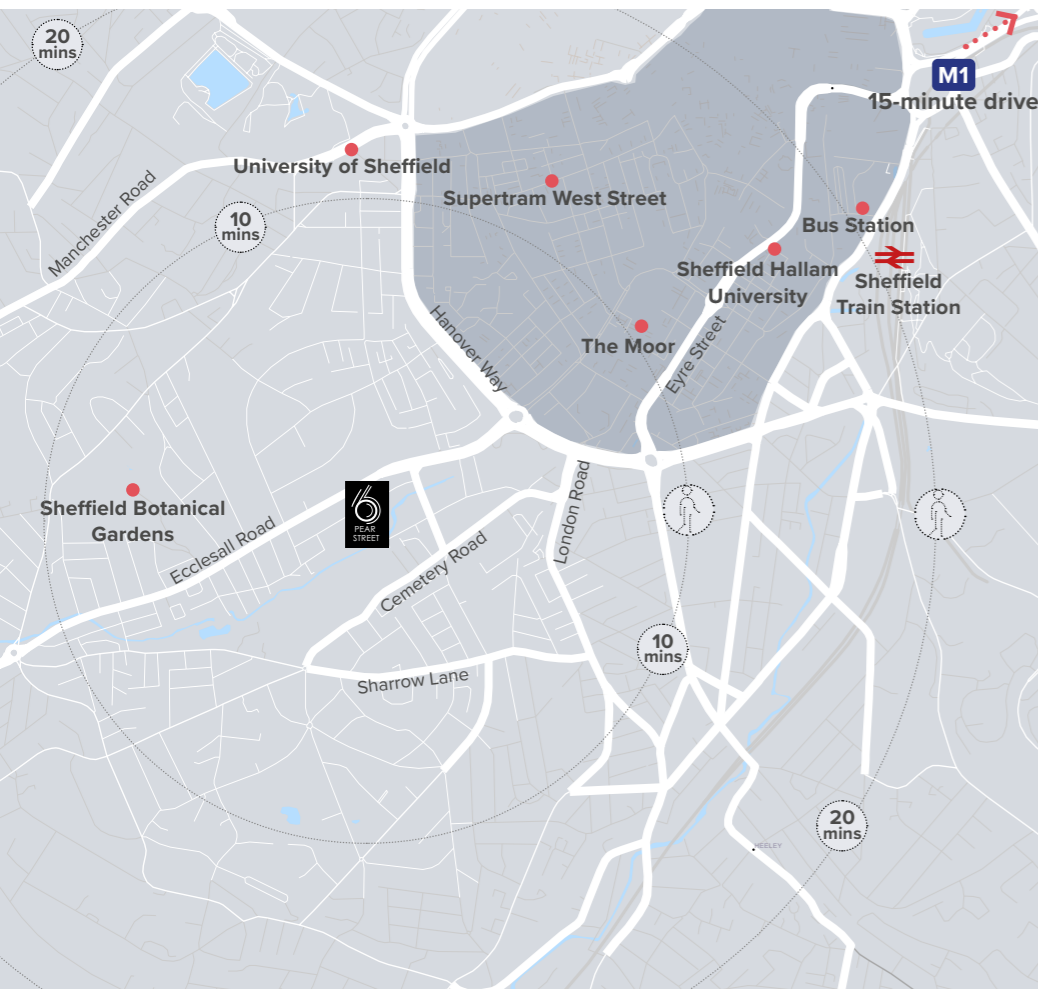 20
mins
M1
15-minute drive
University of Sheffield
Supertram West Street
Manchester Road
10
mins
Bus Station
Sheffield Hallam
University
Sheffield
Train Station
Hanover Way
The Moor
Eyre Street
Sheffield Botanical
Gardens
16
PEAR
STREET
London Road
Ecclesall Road
Cemetery Road
10
mins
Sharrow Lane
20
mins
HEELEY